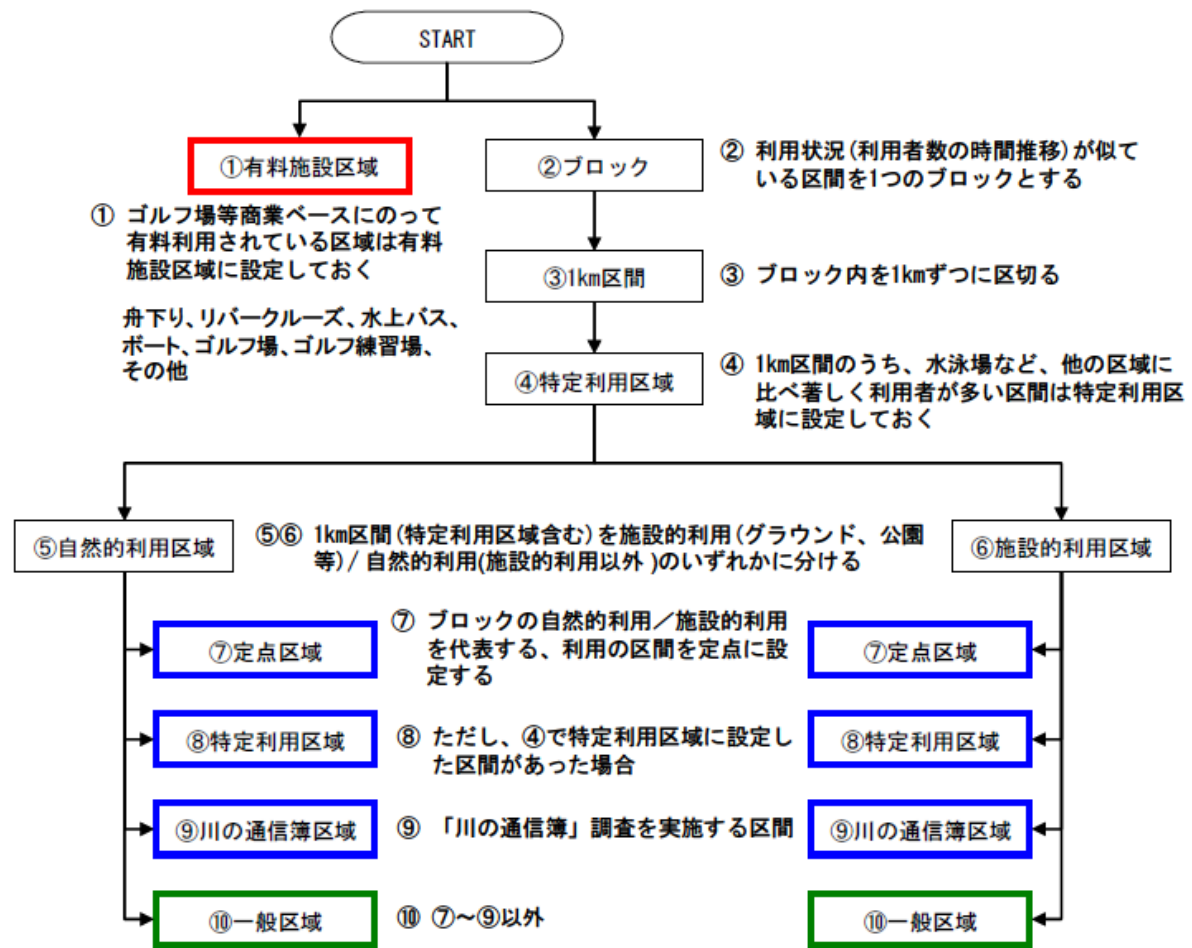 START
①有料施設区域
②ブロック
② 利用状況(利用者数の時間推移)が似て
いる区間を1つのブロックとする
① ゴルフ場等商業ベースにのって
有料利用されている区域は有料
施設区域に設定しておく
舟下り、リバークルーズ、水上バス、
ボート、ゴルフ場、ゴルフ練習場、
その他
③1km区間
③ ブロック内を1kmずつに区切る
④特定利用区域
④ 1km区間のうち、水泳場など、他の区域に
比べ著しく利用者が多い区間は特定利用区
域に設定しておく
⑤自然的利用区域
⑤⑥ 1km区間(特定利用区域含む)を施設的利用(グラウンド、公園
等)/ 自然的利用(施設的利用以外 )のいずれかに分ける
⑥施設的利用区域
⑦定点区域
⑦ ブロックの自然的利用/施設的利用
を代表する、利用の区間を定点に設
定する
⑦定点区域
⑧特定利用区域
⑧ ただし、④で特定利用区域に設定し
た区間があった場合
⑧特定利用区域
⑨川の通信簿区域
⑨ 「川の通信簿」調査を実施する区間
⑨川の通信簿区域
⑩一般区域
⑩ ⑦~⑨以外
⑩一般区域